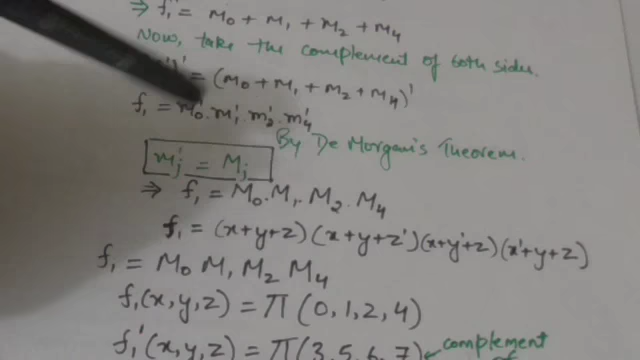 ⇒ f₁' = m₀ + m₁ + m₂ + m₄
Now, take the complement of both sides.
)' = (m₀ + m₁ + m₂ + m₄)'
f₁ = m₀'. m₁'. m₂'. m₄'
By De Morgan's Theorem.
mⱼ' = Mⱼ
⇒ f₁ = M₀. M₁. M₂. M₄
f₁ = (x+y+z) (x+y+z') (x+y'+z) (x'+y+z)
f₁ = M₀ M₁ M₂ M₄
f₁(x,y,z) = π (0,1,2,4)
f₁'(x,y,z) = π (3,5,6,7) ← complement